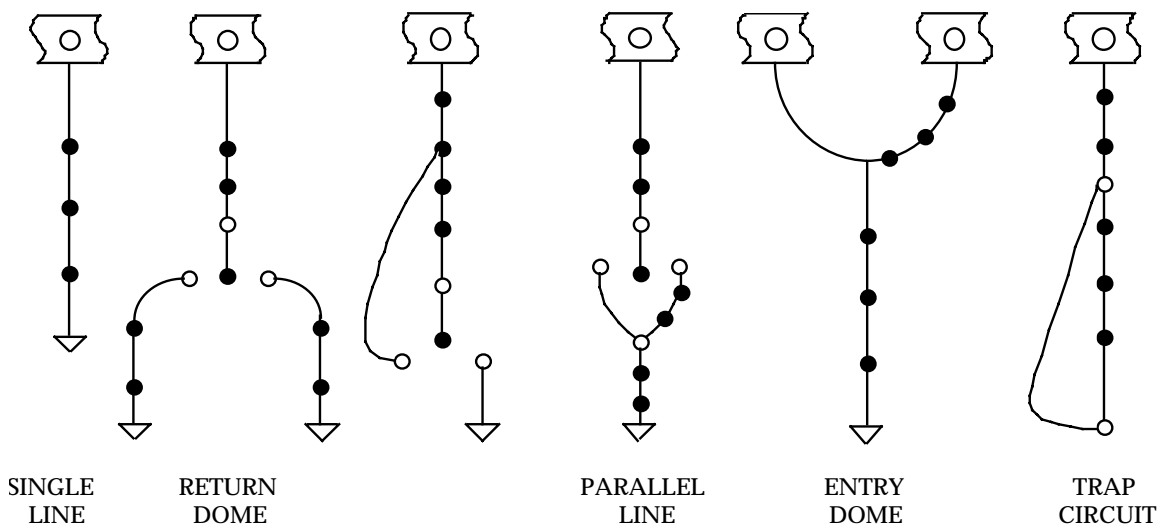 SINGLE
LINE
RETURN
DOME
PARALLEL
LINE
ENTRY
DOME
TRAP
CIRCUIT